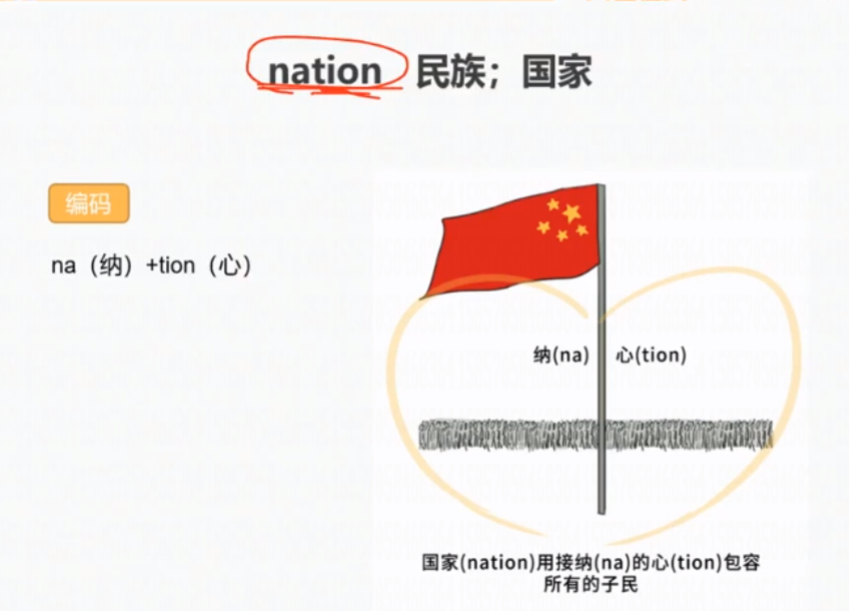 nation 民族；国家
编码
na（纳）+tion（心）
纳(na) 心(tion)
国家(nation)用接纳(na)的心(tion)包容
所有的子民